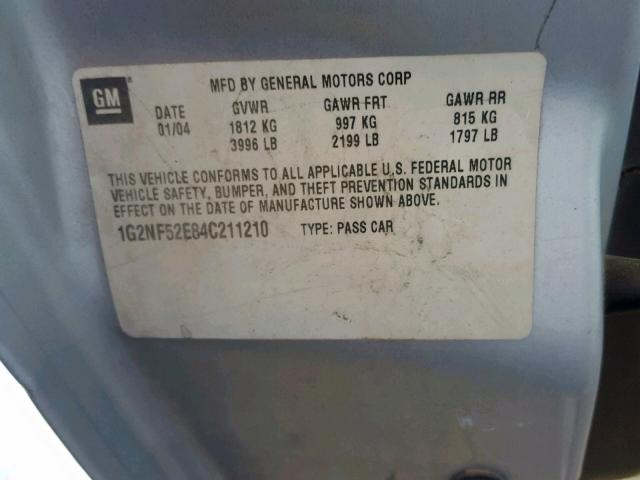 GM
MFD BY GENERAL MOTORS CORP
DATE GVWR GAWR FRT GAWR RR
01/04 1812 KG 997 KG 815 KG
3996 LB 2199 LB 1797 LB
THIS VEHICLE CONFORMS TO ALL APPLICABLE U.S. FEDERAL MOTOR
VEHICLE SAFETY, BUMPER, AND THEFT PREVENTION STANDARDS IN
EFFECT ON THE DATE OF MANUFACTURE SHOWN ABOVE.
1G2NF52E84C211210 TYPE: PASS CAR